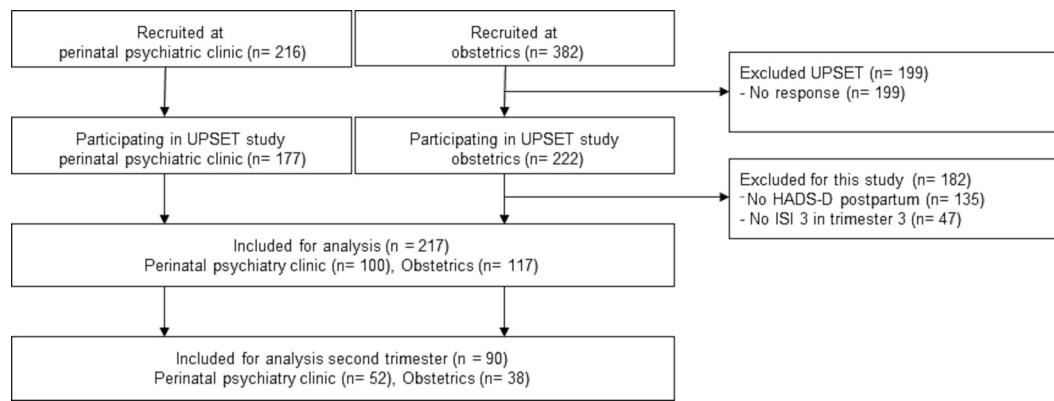 Recruited at
perinatal psychiatric clinic (n= 216)
Recruited at
obstetrics (n= 382)
Excluded UPSET (n= 199)
- No response (n= 199)
Participating in UPSET study
perinatal psychiatric clinic (n= 177)
Participating in UPSET study
obstetrics (n= 222)
Excluded for this study (n= 182)
-No HADS-D postpartum (n= 135)
- No ISI 3 in trimester 3 (n= 47)
Included for analysis (n = 217)
Perinatal psychiatry clinic (n= 100), Obstetrics (n= 117)
Included for analysis second trimester (n = 90)
Perinatal psychiatry clinic (n= 52), Obstetrics (n= 38)